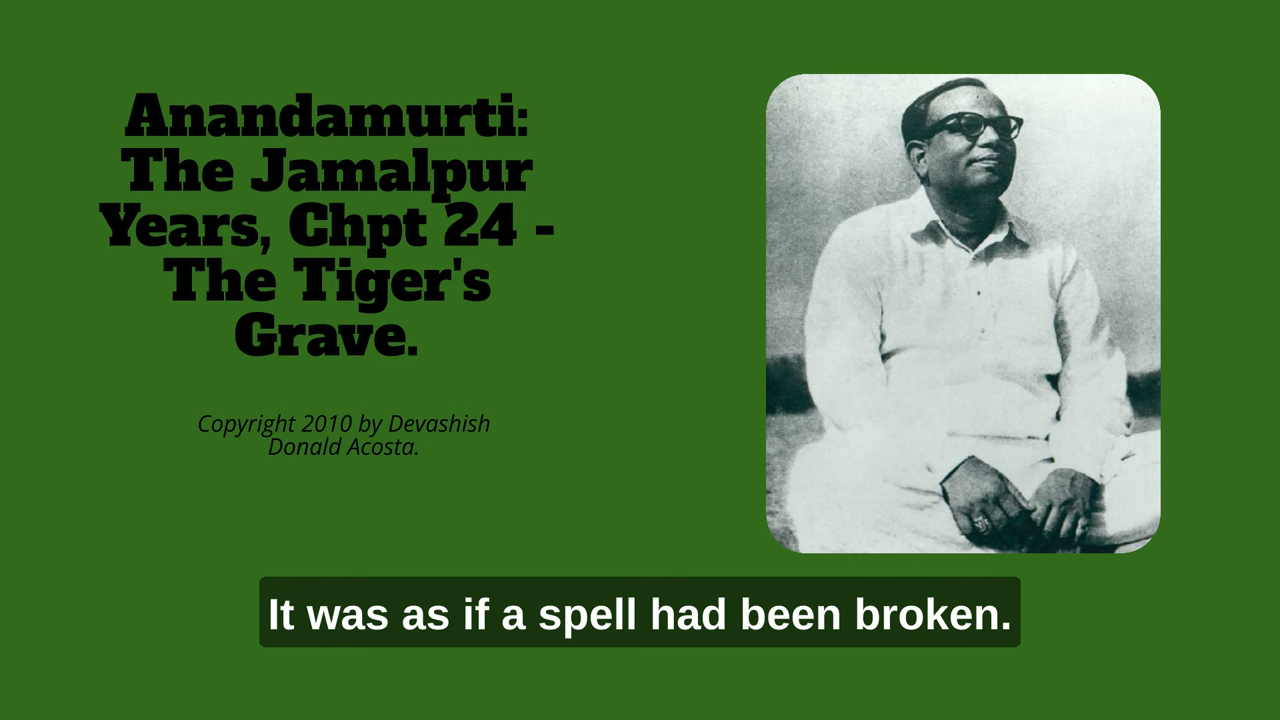 Anandamurti:
The Jamalpur
Years, Chpt 24 -
The Tiger's
Grave.
Copyright 2010 by Devashish
Donald Acosta.
It was as if a spell had been broken.